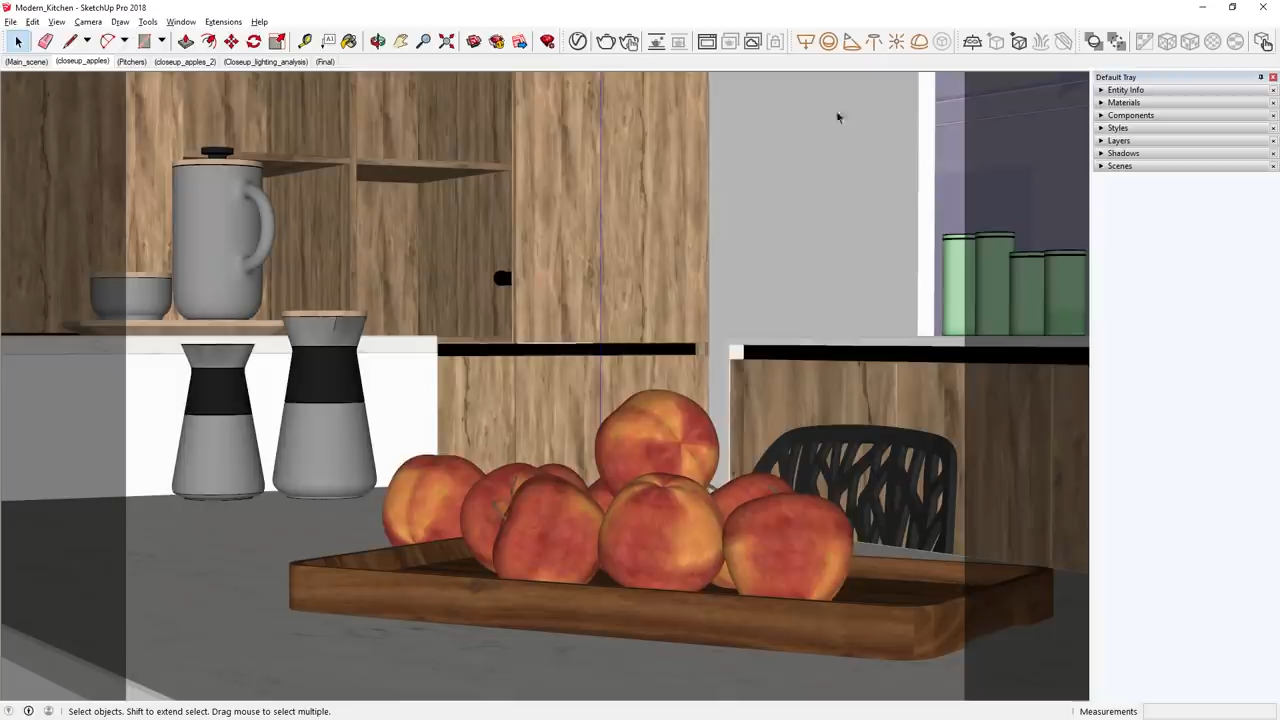 Modern_Kitchen - SketchUp Pro 2018
File Edit View Camera Draw Tools Window Extensions Help
(Main_scene) (closeup_apples) (Pitchers) (closeup_apples_2) (Closeup_lighting_analysis) (Final)
Default Tray
Entity Info
Materials
Components
Styles
Layers
Shadows
Scenes
Select objects. Shift to extend select. Drag mouse to select multiple.
Measurements